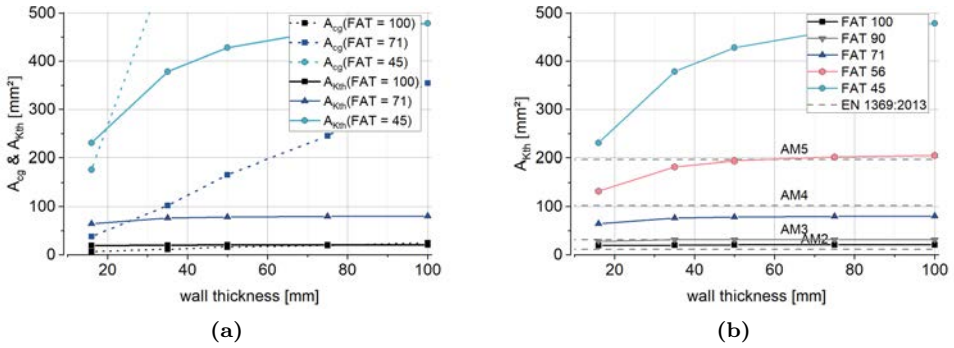 500
400
300
200
100
0
A_cg & A_Kth [mm²]
20
40
60
80
100
wall thickness [mm]
A_cg(FAT = 100)
A_cg(FAT = 71)
A_cg(FAT = 45)
A_Kth(FAT = 100)
A_Kth(FAT = 71)
A_Kth(FAT = 45)
(a)
500
400
300
200
100
0
A_Kth [mm²]
20
40
60
80
100
wall thickness [mm]
FAT 100
FAT 90
FAT 71
FAT 56
FAT 45
EN 1369:2013
AM5
AM4
AM3
AM2
(b)